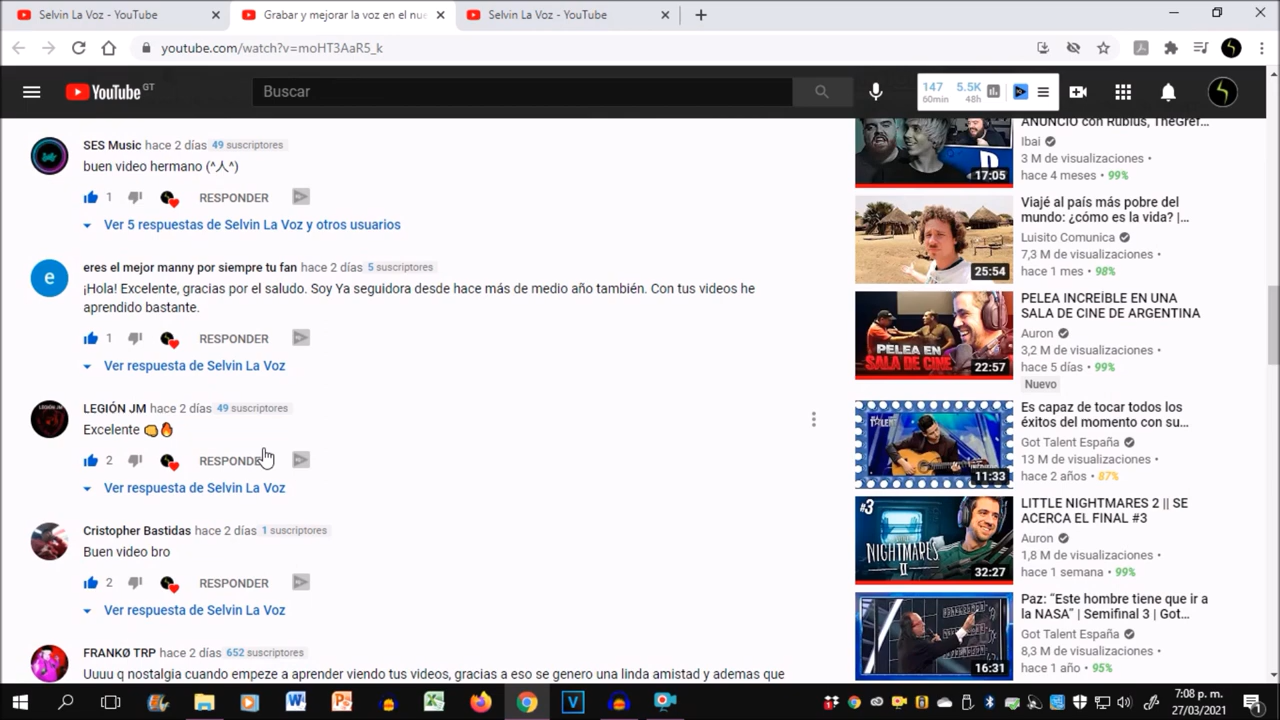 Selvin La Voz - YouTube
Grabar y mejorar la voz en el nue
Selvin La Voz - YouTube
youtube.com/watch?v=moHT3AaR5_k
YouTube GT
Buscar
147 5.5K
60min 48h
SES Music hace 2 días 49 suscriptores
buen video hermano (^人^)
1 RESPONDER
Ver 5 respuestas de Selvin La Voz y otros usuarios
e
eres el mejor manny por siempre tu fan hace 2 días 5 suscriptores
¡Hola! Excelente, gracias por el saludo. Soy Ya seguidora desde hace más de medio año también. Con tus videos he
aprendido bastante.
1 RESPONDER
Ver respuesta de Selvin La Voz
LEGIÓN JM
LEGIÓN JM hace 2 días 49 suscriptores
Excelente 🤜🔥
2 RESPONDER
Ver respuesta de Selvin La Voz
Cristopher Bastidas hace 2 días 1 suscriptores
Buen video bro
2 RESPONDER
Ver respuesta de Selvin La Voz
FRANKØ TRP hace 2 días 652 suscriptores
Uuuu q nostalgia cuando empeze a aprender viendo tus videos, gracias a eso se genero una linda amistad y ademas que
ANUNCIO con Rubius, TheGref...
Ibai
3 M de visualizaciones •
hace 4 meses • 99%
17:05
Viajé al país más pobre del
mundo: ¿cómo es la vida? |...
Luisito Comunica
7,3 M de visualizaciones •
hace 1 mes • 98%
25:54
PELEA INCREÍBLE EN UNA
SALA DE CINE DE ARGENTINA
Auron
3,2 M de visualizaciones •
hace 5 días • 99%
Nuevo
PELEA EN
SALA DE CINE
22:57
Es capaz de tocar todos los
éxitos del momento con su...
Got Talent España
13 M de visualizaciones •
hace 2 años • 87%
TALENT
11:33
LITTLE NIGHTMARES 2 || SE
ACERCA EL FINAL #3
Auron
1,8 M de visualizaciones •
hace 1 semana • 99%
#3
NIGHTMARES
II
32:27
Paz: "Este hombre tiene que ir a
la NASA" | Semifinal 3 | Got...
Got Talent España
8,3 M de visualizaciones •
hace 1 año • 95%
16:31
7:08 p. m.
27/03/2021
1